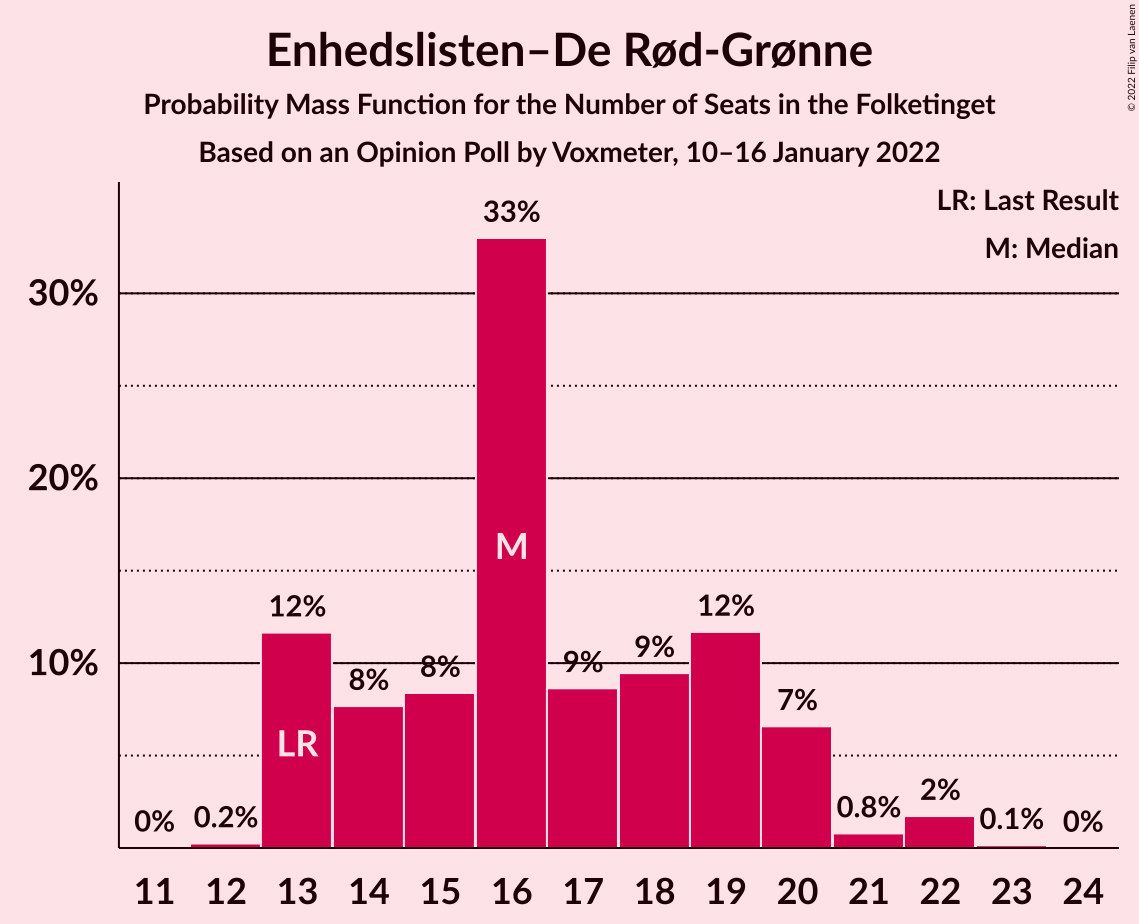 © 2022 Filip van Laenen
Enhedslisten–De Rød-Grønne
Probability Mass Function for the Number of Seats in the Folketinget
Based on an Opinion Poll by Voxmeter, 10–16 January 2022
LR: Last Result
M: Median
30%
20%
10%
0%
0.2%
12%
8%
8%
33%
9%
9%
12%
7%
0.8%
2%
0.1%
0%
LR
M
11 12 13 14 15 16 17 18 19 20 21 22 23 24